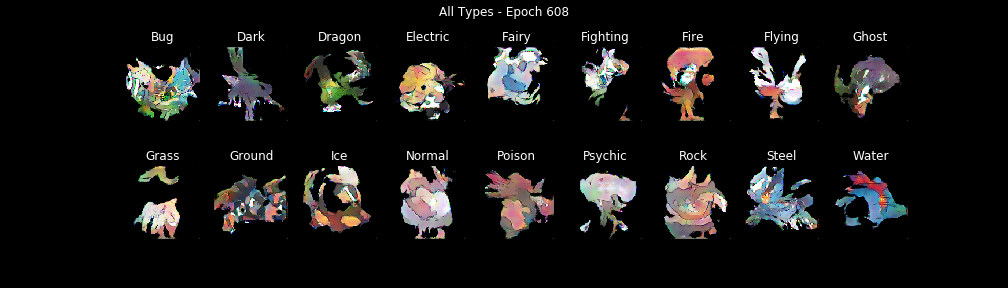 All Types - Epoch 608
Bug Dark Dragon Electric Fairy Fighting Fire Flying Ghost
Grass Ground Ice Normal Poison Psychic Rock Steel Water